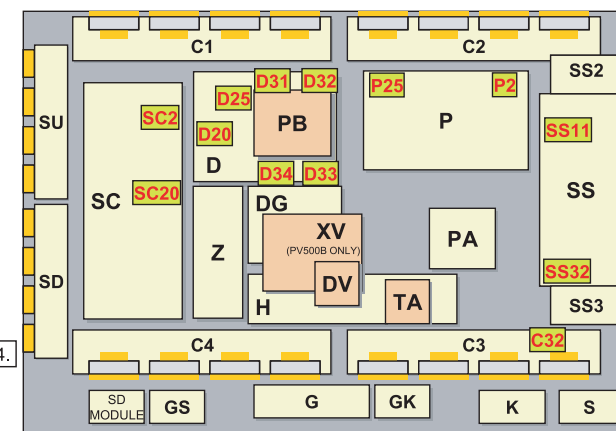 C1
C2
SS2
D31
D32
P25
P2
D25
SC2
PB
P
SU
D20
SS11
D
D34
D33
SC20
SC
SS
DG
XV
(PV500B ONLY)
PA
Z
SD
DV
SS32
TA
H
SS3
C4
C3
C32
4.
SD
MODULE
GS
G
GK
K
S